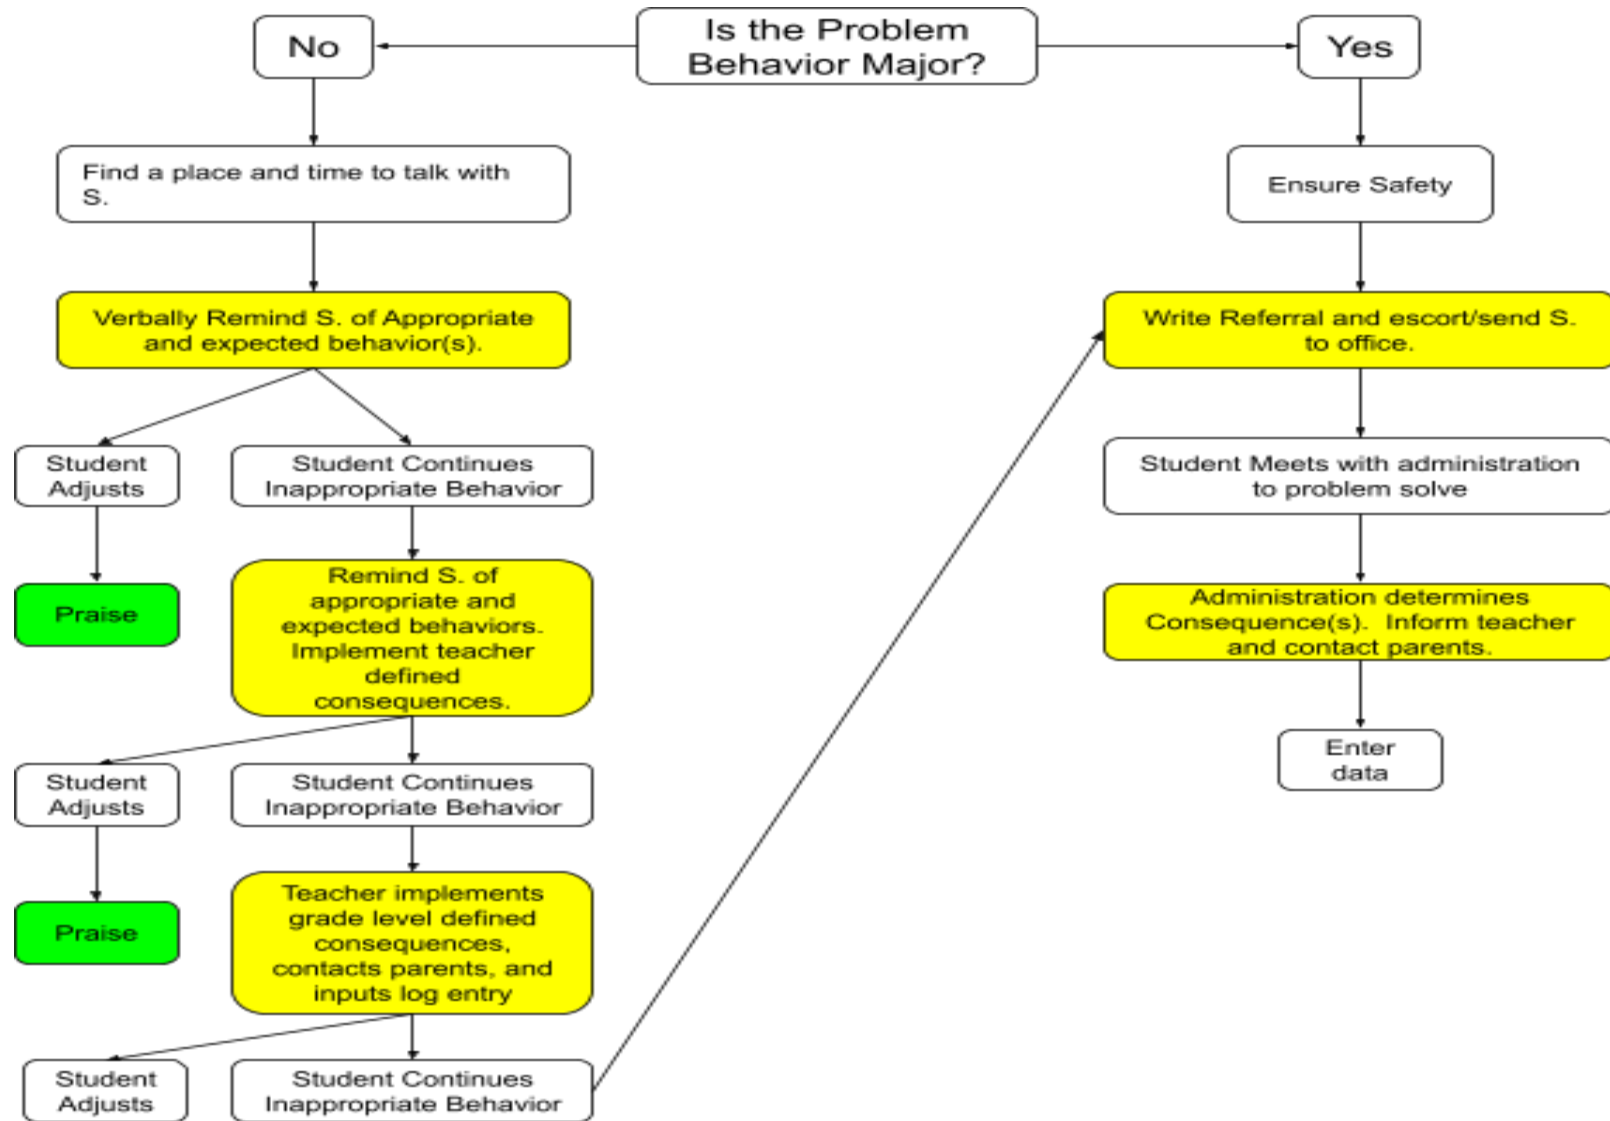 Is the Problem
Behavior Major?
No
Yes
Find a place and time to talk with
S.
Ensure Safety
Verbally Remind S. of Appropriate
and expected behavior(s).
Write Referral and escort/send S.
to office.
Student
Adjusts
Student Continues
Inappropriate Behavior
Student Meets with administration
to problem solve
Praise
Remind S. of
appropriate and
expected behaviors.
Implement teacher
defined
consequences.
Administration determines
Consequence(s).  Inform teacher
and contact parents.
Student
Adjusts
Student Continues
Inappropriate Behavior
Enter
data
Praise
Teacher implements
grade level defined
consequences,
contacts parents, and
inputs log entry
Student
Adjusts
Student Continues
Inappropriate Behavior